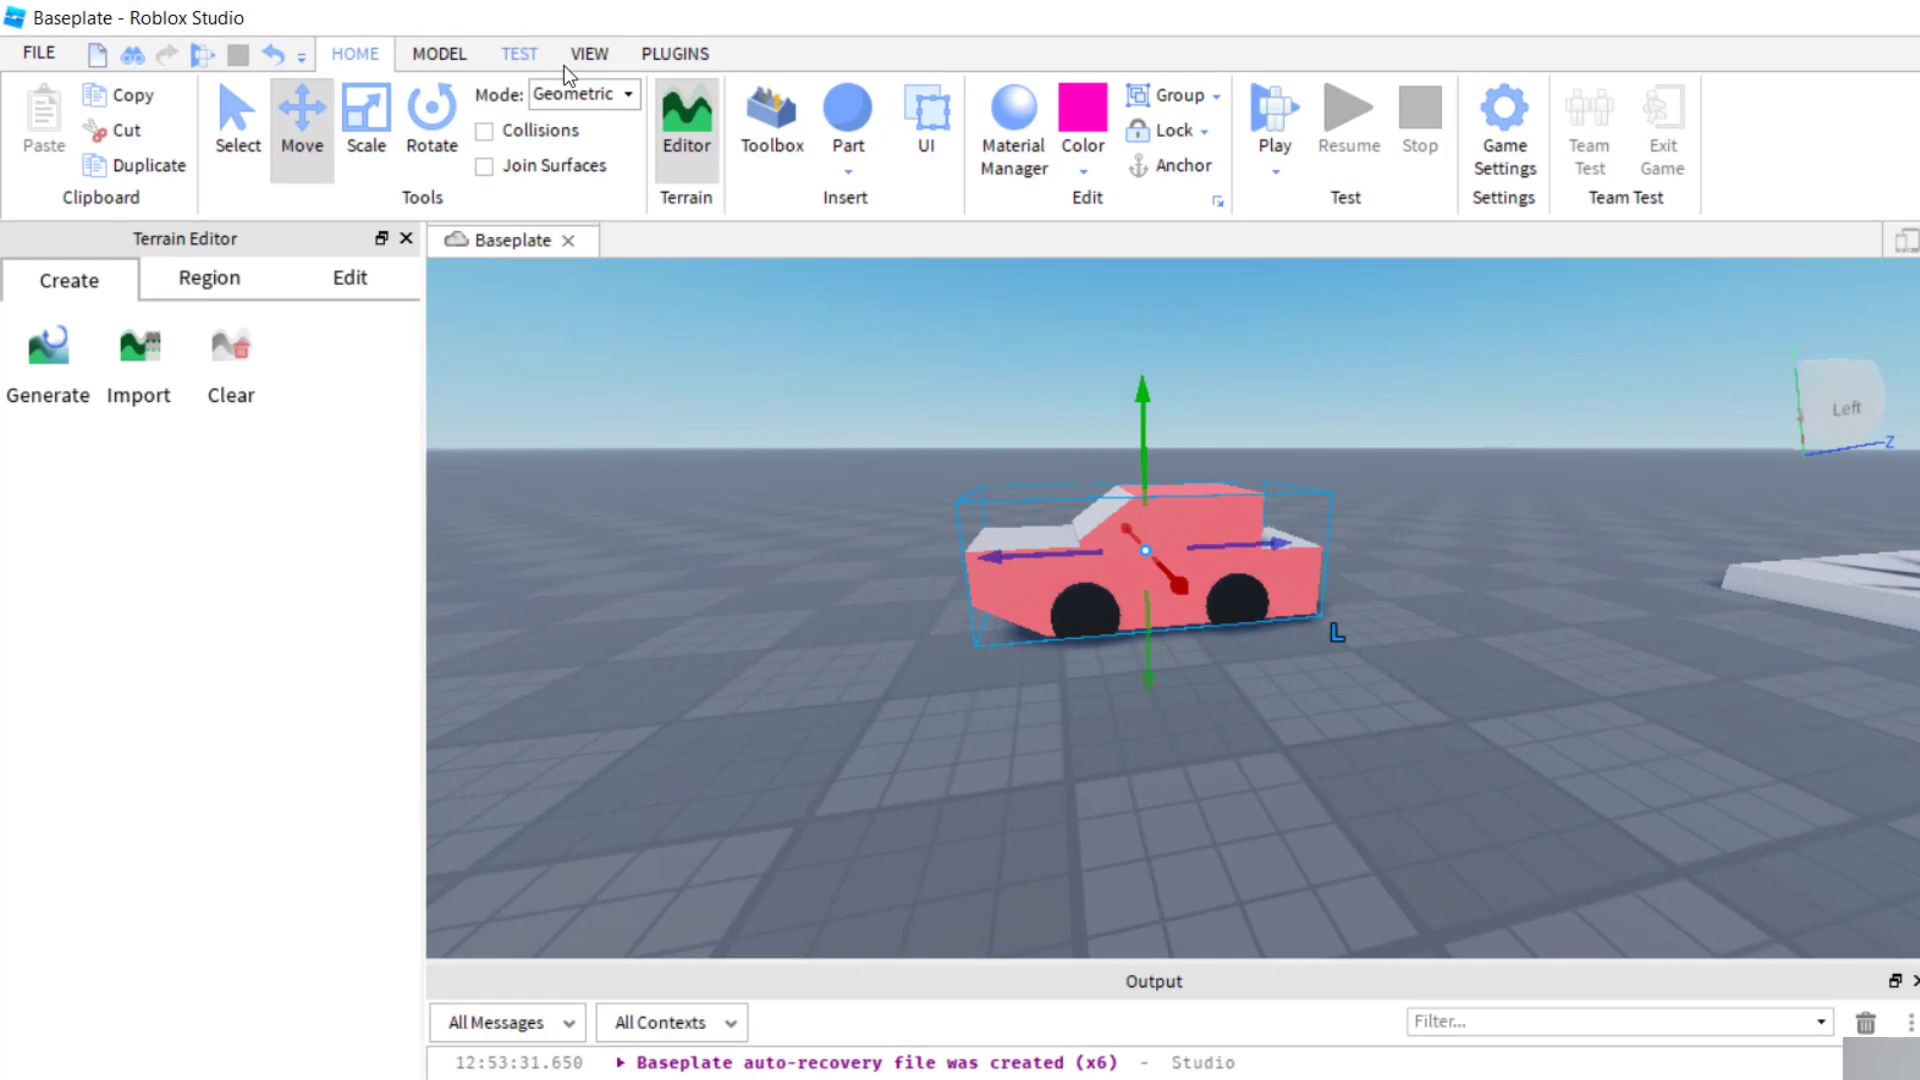 Baseplate - Roblox Studio
FILE HOME MODEL TEST VIEW PLUGINS
Paste Copy Cut Duplicate
Clipboard
Select Move Scale Rotate
Mode: Geometric
Collisions
Join Surfaces
Tools
Editor
Terrain
Toolbox Part UI
Insert
Material Manager Color Group Lock Anchor
Edit
Play Resume Stop
Test
Game Settings
Settings
Team Test Exit Game
Team Test
Terrain Editor
Create Region Edit
Generate Import Clear
Baseplate
Left
Z
L
Output
All Messages All Contexts Filter...
12:53:31.650 Baseplate auto-recovery file was created (x6) - Studio